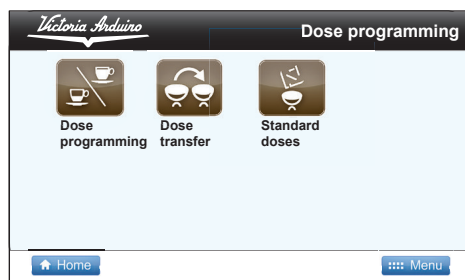 Victoria Arduino
Dose programming
Dose
programming
Dose
transfer
Standard
doses
Home
Menu